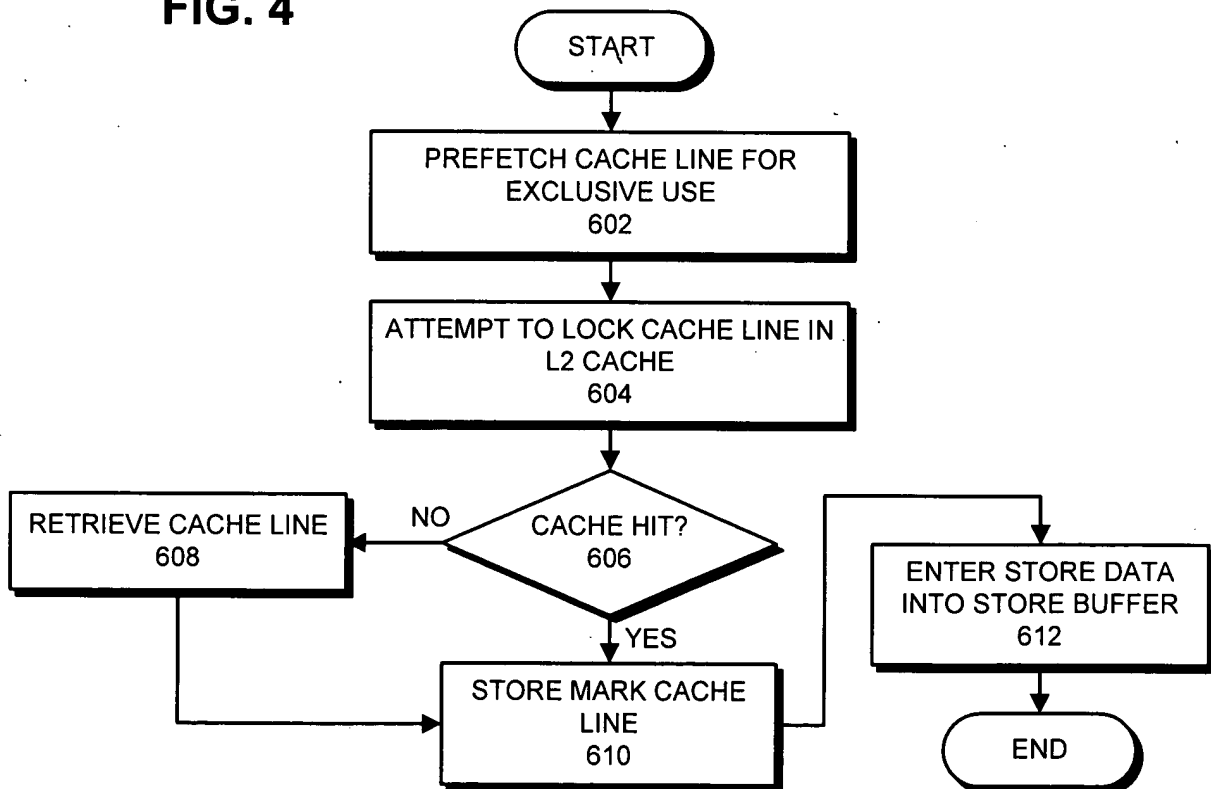 FIG. 4
START
PREFETCH CACHE LINE FOR
EXCLUSIVE USE
602
ATTEMPT TO LOCK CACHE LINE IN
L2 CACHE
604
CACHE HIT?
606
NO
RETRIEVE CACHE LINE
608
YES
STORE MARK CACHE
LINE
610
ENTER STORE DATA
INTO STORE BUFFER
612
END